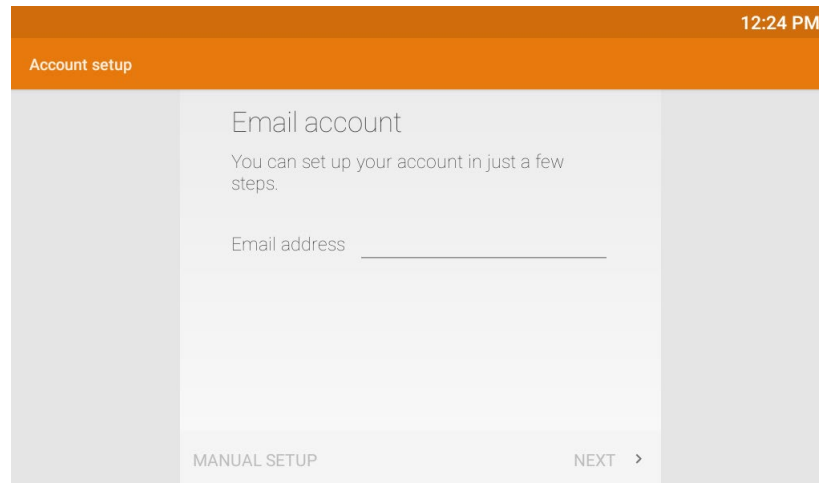 12:24 PM
Account setup
Email account
You can set up your account in just a few
steps.
Email address
MANUAL SETUP
NEXT